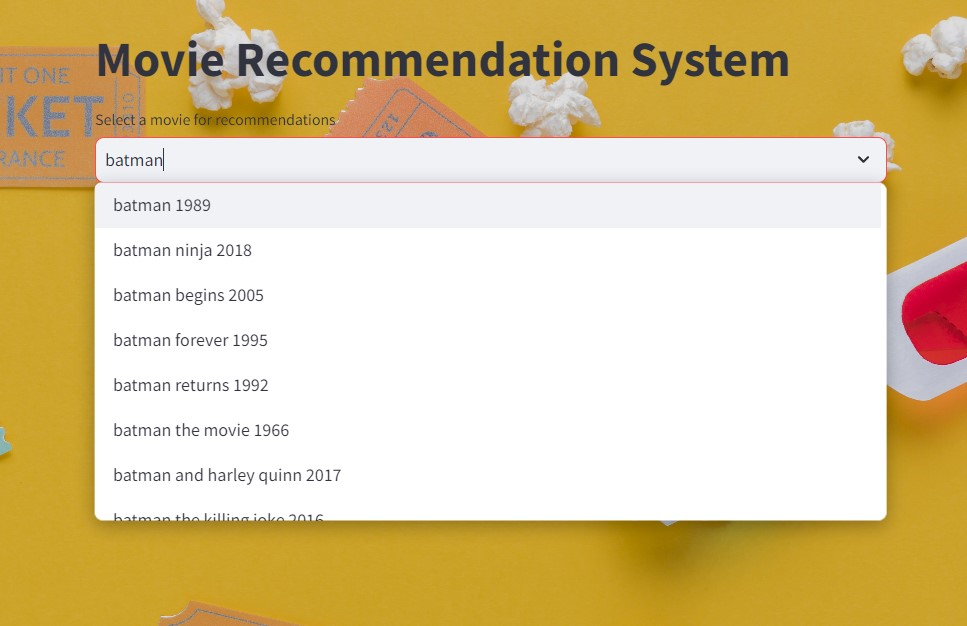 Movie Recommendation System
IT ONE
KET
RANCE
Select a movie for recommendations
batman
batman 1989
batman ninja 2018
batman begins 2005
batman forever 1995
batman returns 1992
batman the movie 1966
batman and harley quinn 2017
batman the killing joke 2016